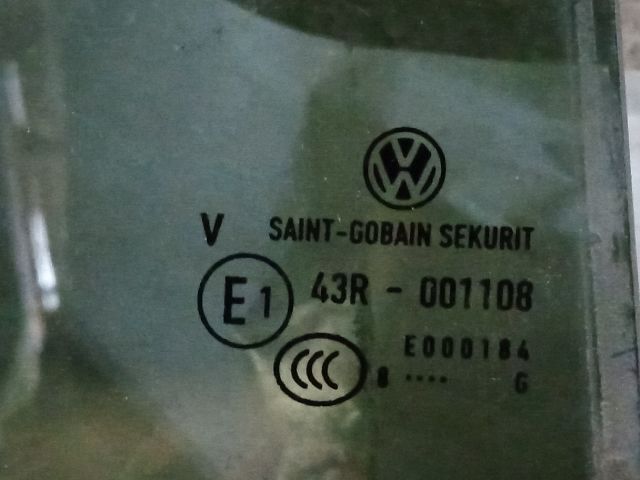 V SAINT-GOBAIN SEKURIT
E1 43R - 001108
E000184
CCC 8 ···· G